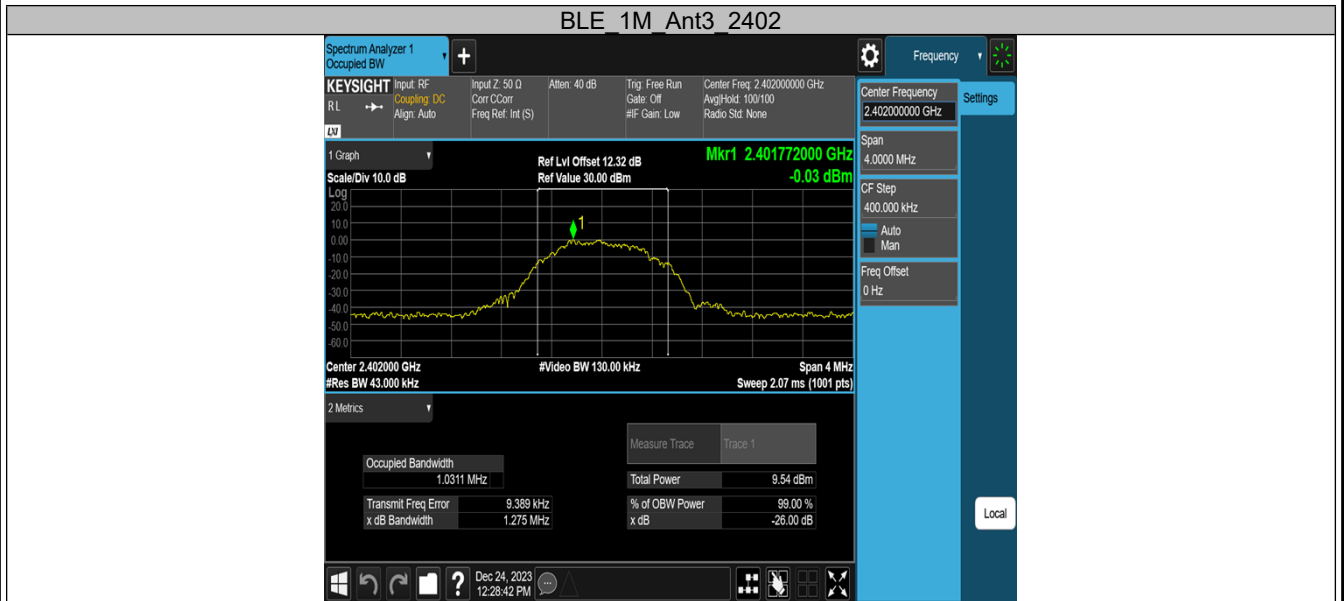 BLE_1M_Ant3_2402
Spectrum Analyzer 1
Occupied BW
+
Frequency
KEYSIGHT
RL
LXI
Input: RF
Coupling: DC
Align: Auto
Input Z: 50 Ω
Corr CCorr
Freq Ref: Int (S)
Atten: 40 dB
Trig: Free Run
Gate: Off
#IF Gain: Low
Center Freq: 2.402000000 GHz
Avg|Hold: 100/100
Radio Std: None
Center Frequency
2.402000000 GHz
Settings
Span
4.0000 MHz
CF Step
400.000 kHz
Auto
Man
Freq Offset
0 Hz
Local
1 Graph
Scale/Div 10.0 dB
Ref Lvl Offset 12.32 dB
Ref Value 30.00 dBm
Mkr1 2.401772000 GHz
-0.03 dBm
Log
20.0
10.0
0.00
-10.0
-20.0
-30.0
-40.0
-50.0
-60.0
1
Center 2.402000 GHz
#Video BW 130.00 kHz
Span 4 MHz
#Res BW 43.000 kHz
Sweep 2.07 ms (1001 pts)
2 Metrics
Measure Trace
Trace 1
Occupied Bandwidth
1.0311 MHz
Total Power
9.54 dBm
Transmit Freq Error
9.389 kHz
% of OBW Power
99.00 %
x dB Bandwidth
1.275 MHz
x dB
-26.00 dB
?
Dec 24, 2023
12:28:42 PM